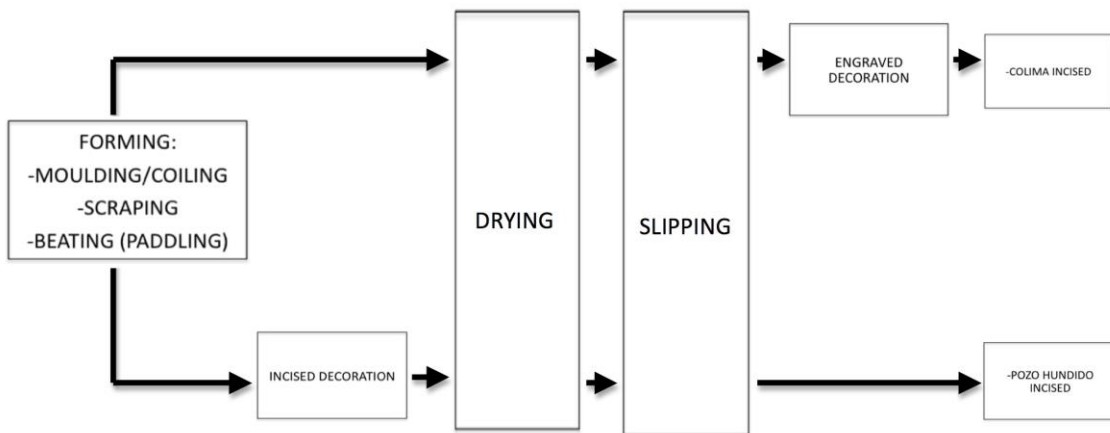 FORMING:
-MOULDING/COILING
-SCRAPING
-BEATING (PADDLING)
INCISED DECORATION
DRYING
SLIPPING
ENGRAVED
DECORATION
-COLIMA INCISED
-POZO HUNDIDO
INCISED